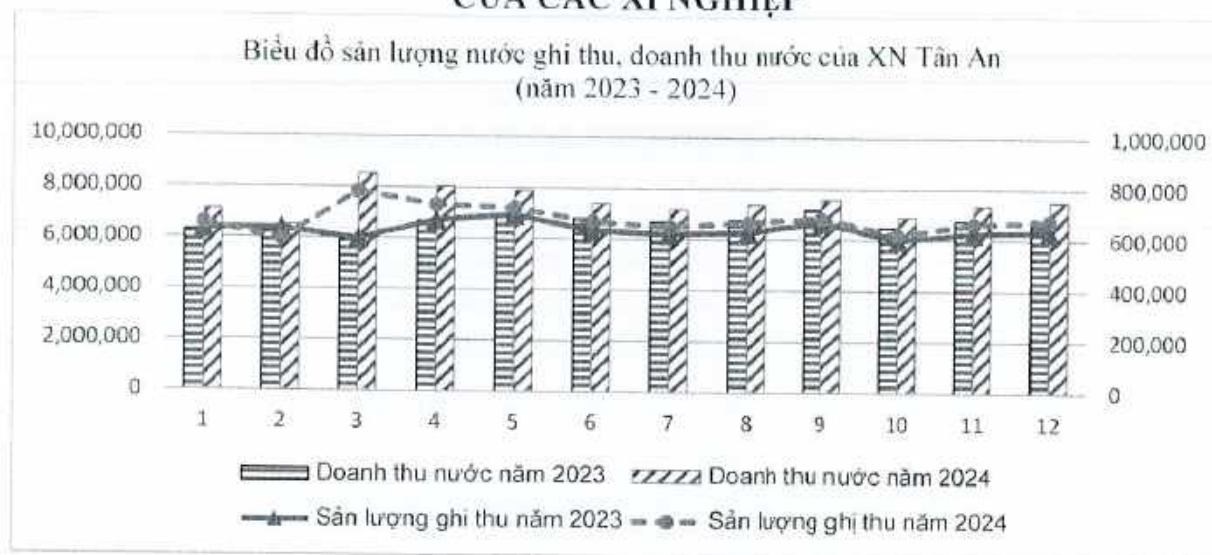 CỦA CÁC XÍ NGHIỆP
Biểu đồ sản lượng nước ghi thu, doanh thu nước của XN Tân An
(năm 2023 - 2024)
10,000,000
8,000,000
6,000,000
4,000,000
2,000,000
0
1,000,000
800,000
600,000
400,000
200,000
0
1 2 3 4 5 6 7 8 9 10 11 12
Doanh thu nước năm 2023 Doanh thu nước năm 2024
Sản lượng ghi thu năm 2023 Sản lượng ghi thu năm 2024